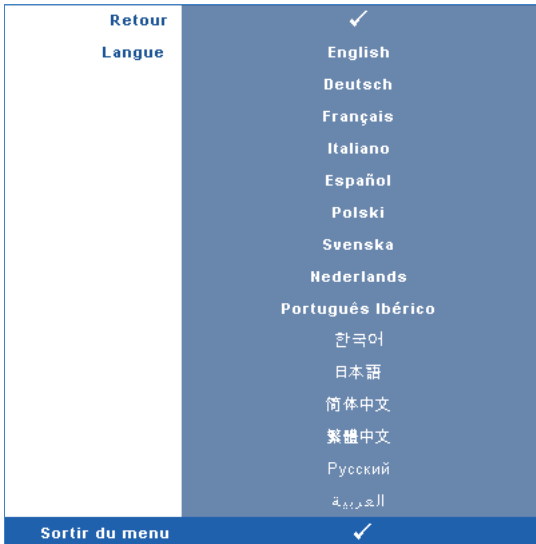 Retour ✓
Langue English
Deutsch
Français
Italiano
Español
Polski
Svenska
Nederlands
Português Ibérico
한국어
日本語
简体中文
繁體中文
Русский
العربية
Sortir du menu ✓